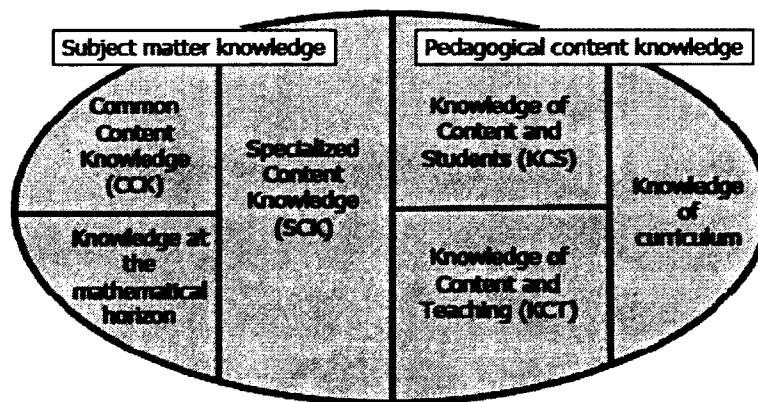 Subject matter knowledge
Pedagogical content knowledge
Common
Content
Knowledge
(CCK)
Knowledge at
the
mathematical
horizon
Specialized
Content
Knowledge
(SCK)
Knowledge of
Content and
Students (KCS)
Knowledge of
Content and
Teaching (KCT)
Knowledge
of
curriculum